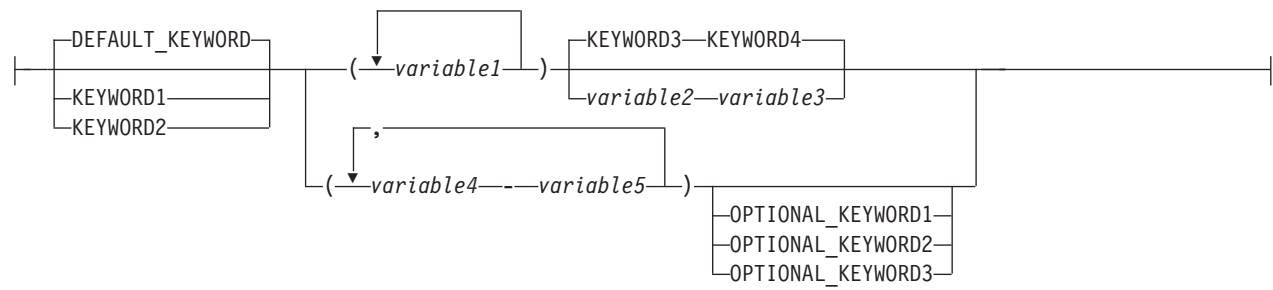 DEFAULT_KEYWORD KEYWORD3 KEYWORD4
( variable1 )
KEYWORD1 variable2 variable3
KEYWORD2 ,
( variable4 - variable5 )
OPTIONAL_KEYWORD1
OPTIONAL_KEYWORD2
OPTIONAL_KEYWORD3